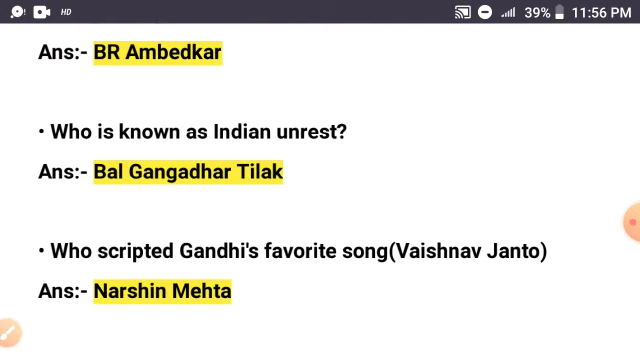 HD 39% 11:56 PM
Ans:- BR Ambedkar
• Who is known as Indian unrest?
Ans:- Bal Gangadhar Tilak
• Who scripted Gandhi's favorite song(Vaishnav Janto)
Ans:- Narshin Mehta